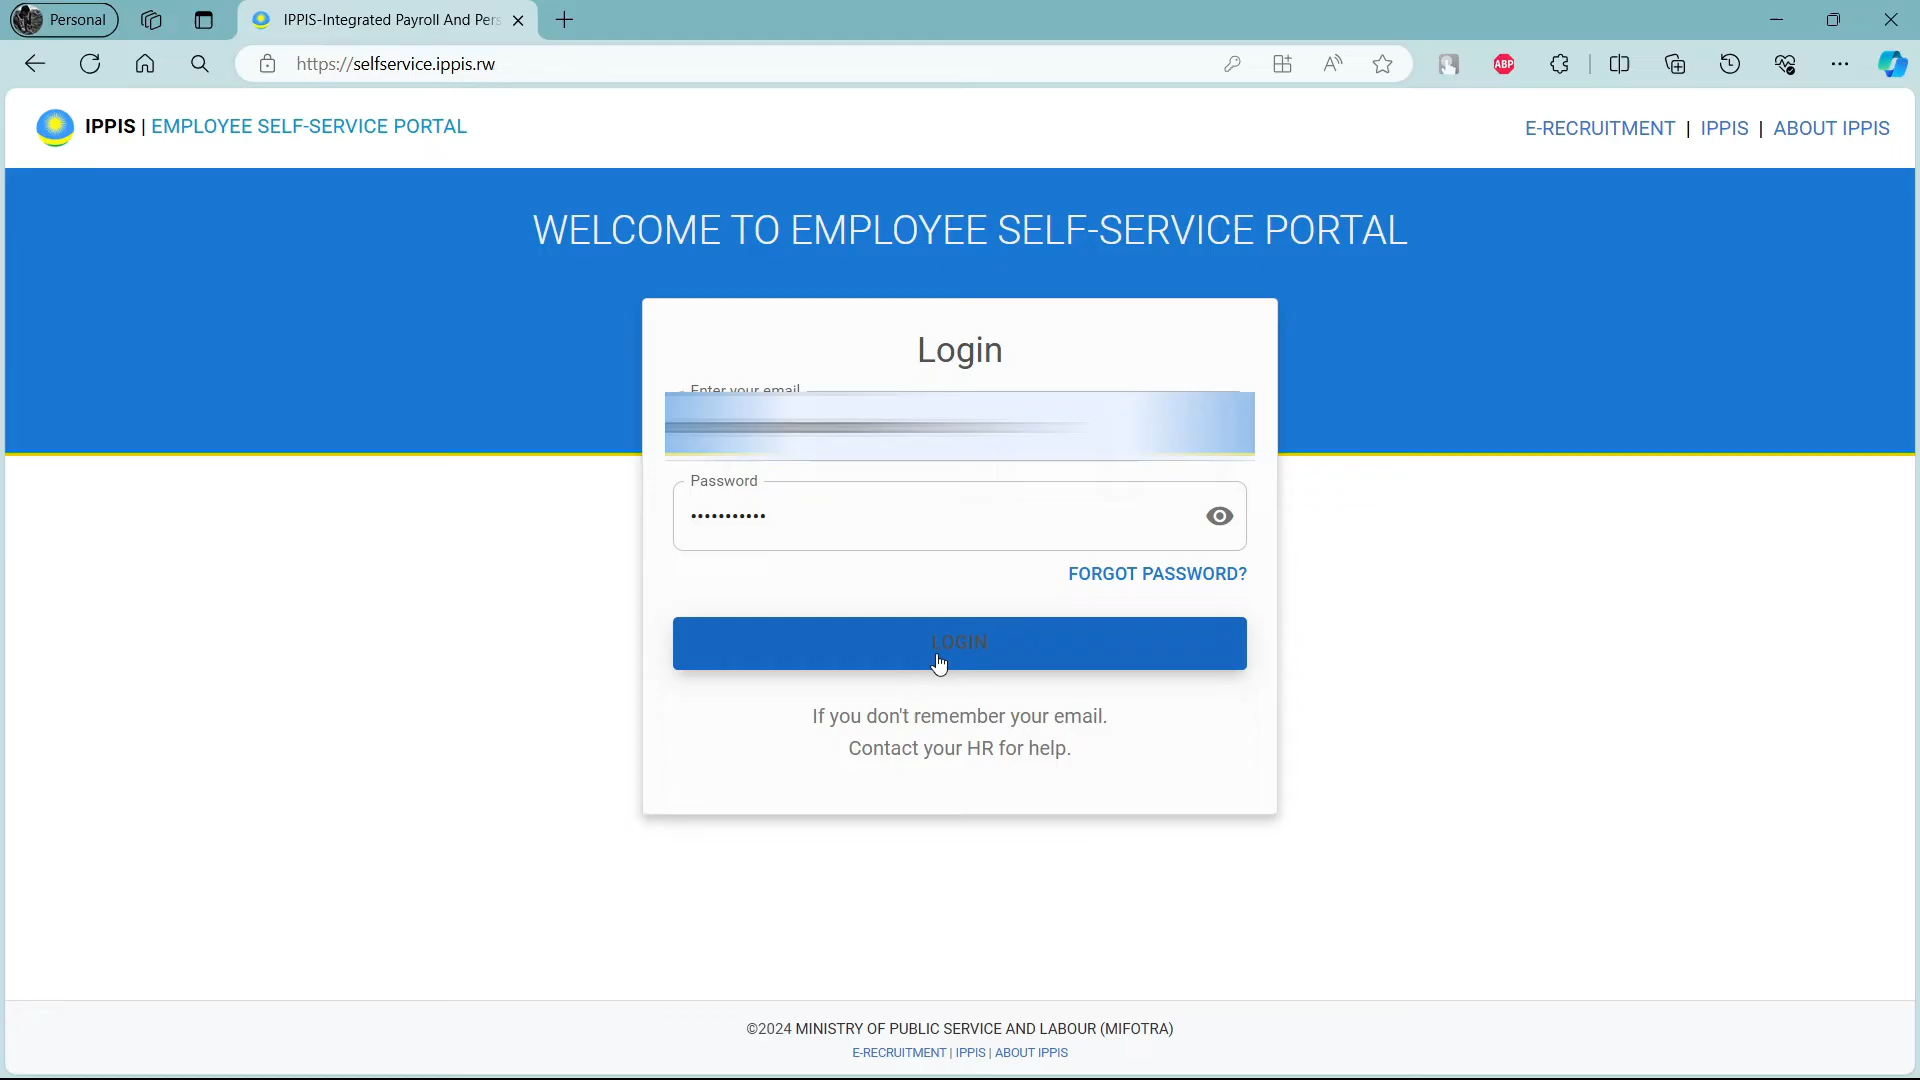 Personal
IPPIS-Integrated Payroll And Pers
https://selfservice.ippis.rw
ABP
IPPIS | EMPLOYEE SELF-SERVICE PORTAL
E-RECRUITMENT | IPPIS | ABOUT IPPIS
WELCOME TO EMPLOYEE SELF-SERVICE PORTAL
Login
Enter your email
Password
FORGOT PASSWORD?
LOGIN
If you don't remember your email.
Contact your HR for help.
©2024 MINISTRY OF PUBLIC SERVICE AND LABOUR (MIFOTRA)
E-RECRUITMENT | IPPIS | ABOUT IPPIS